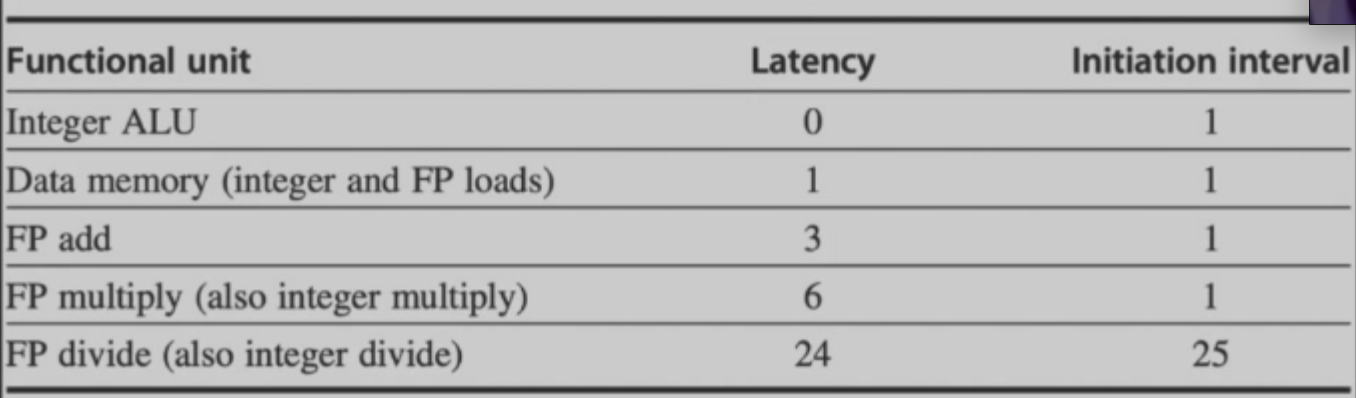 Functional unit Latency Initiation interval
Integer ALU 0 1
Data memory (integer and FP loads) 1 1
FP add 3 1
FP multiply (also integer multiply) 6 1
FP divide (also integer divide) 24 25